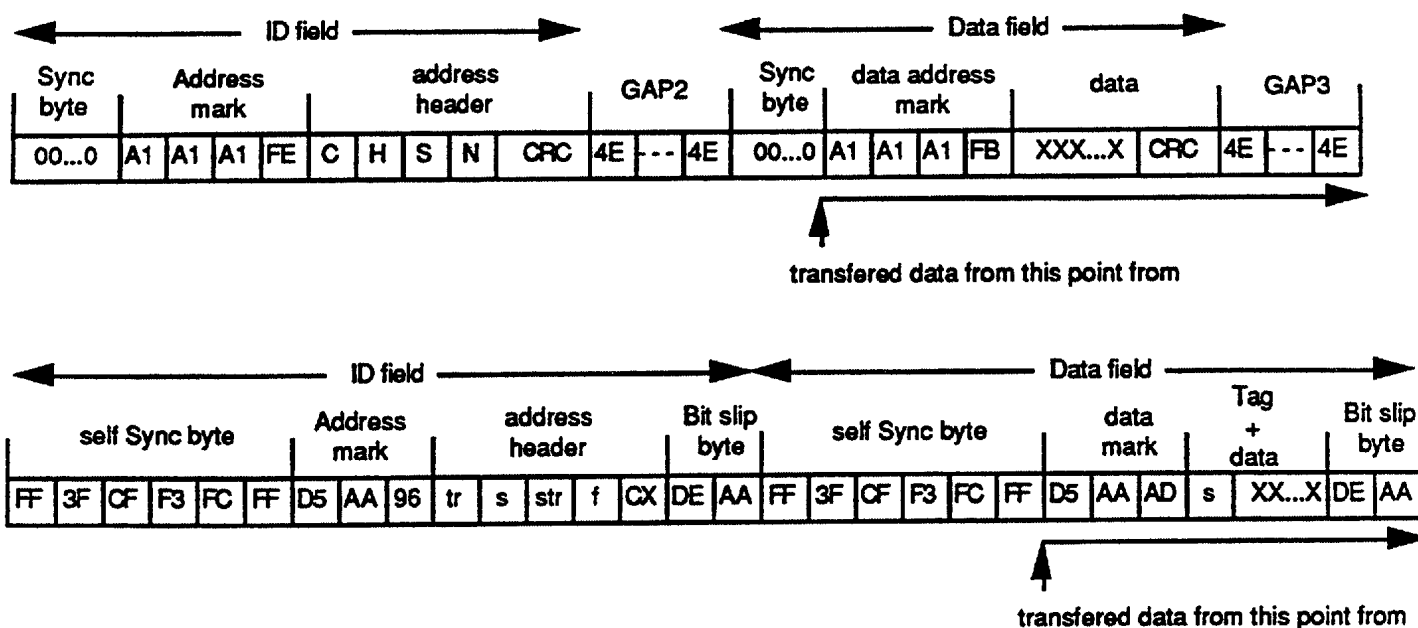 ID field
Data field
Sync byte
Address mark
address header
GAP2
Sync byte
data address mark
data
GAP3
00...0 A1 A1 A1 FE C H S N CRC 4E --- 4E 00...0 A1 A1 A1 FB XXX...X CRC 4E --- 4E
transfered data from this point from
ID field
Data field
self Sync byte
Address mark
address header
Bit slip byte
self Sync byte
data mark
Tag + data
Bit slip byte
FF 3F CF F3 FC FF D5 AA 96 tr s str f CX DE AA FF 3F CF F3 FC FF D5 AA AD s XX...X DE AA
transfered data from this point from